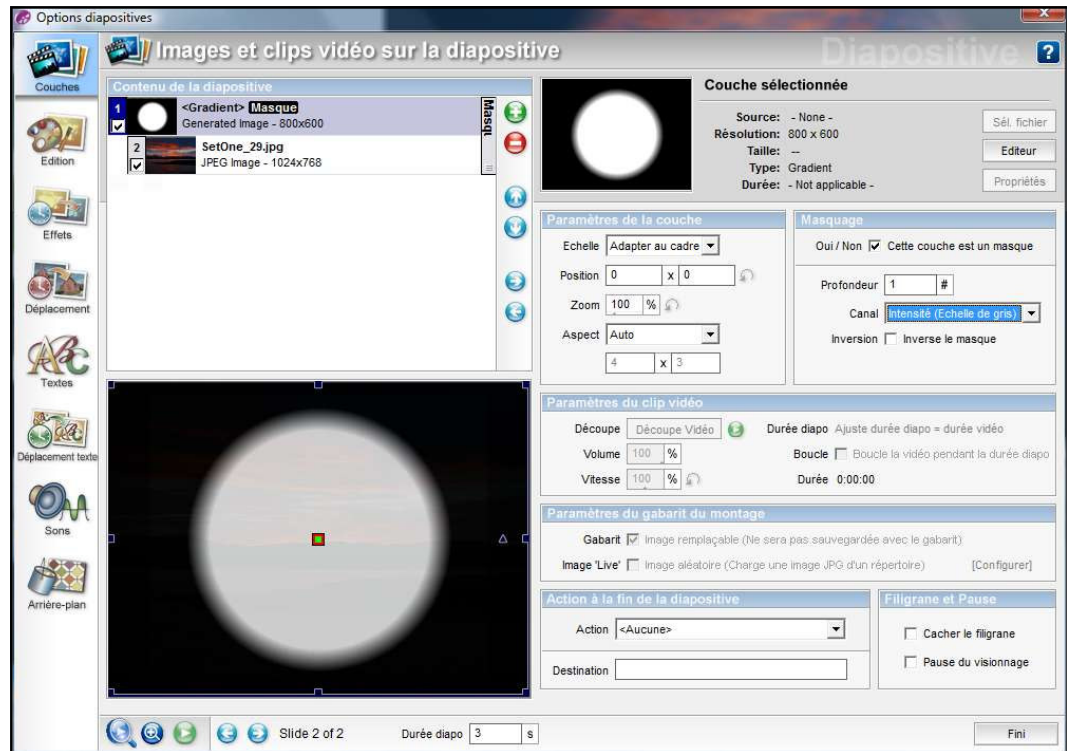 Options diapositives
Images et clips vidéo sur la diapositive
Diapositive
?
Couches
Edition
Effets
Déplacement
Textes
Déplacement texte
Sons
Arrière-plan
Contenu de la diapositive
1 <Gradient> Masque
Generated Image - 800x600
2 SetOne_29.jpg
JPEG Image - 1024x768
Masqu
Couche sélectionnée
Source: - None -
Résolution: 800 x 600
Taille: --
Type: Gradient
Durée: - Not applicable -
Sél. fichier
Editeur
Propriétés
Paramètres de la couche
Echelle Adapter au cadre
Position 0 x 0
Zoom 100 %
Aspect Auto
4 x 3
Masquage
Oui / Non Cette couche est un masque
Profondeur 1 #
Canal Intensité (Echelle de gris)
Inversion Inverse le masque
Paramètres du clip vidéo
Découpe Découpe Vidéo Durée diapo Ajuste durée diapo = durée vidéo
Volume 100 % Boucle Boucle la vidéo pendant la durée diapo
Vitesse 100 % Durée 0:00:00
Paramètres du gabarit du montage
Gabarit Image remplaçable (Ne sera pas sauvegardée avec le gabarit)
Image 'Live' Image aléatoire (Charge une image JPG d'un répertoire) [Configurer]
Action à la fin de la diapositive
Action <Aucune>
Destination
Filigrane et Pause
Cacher le filigrane
Pause du visionnage
Slide 2 of 2 Durée diapo 3 s
Fini